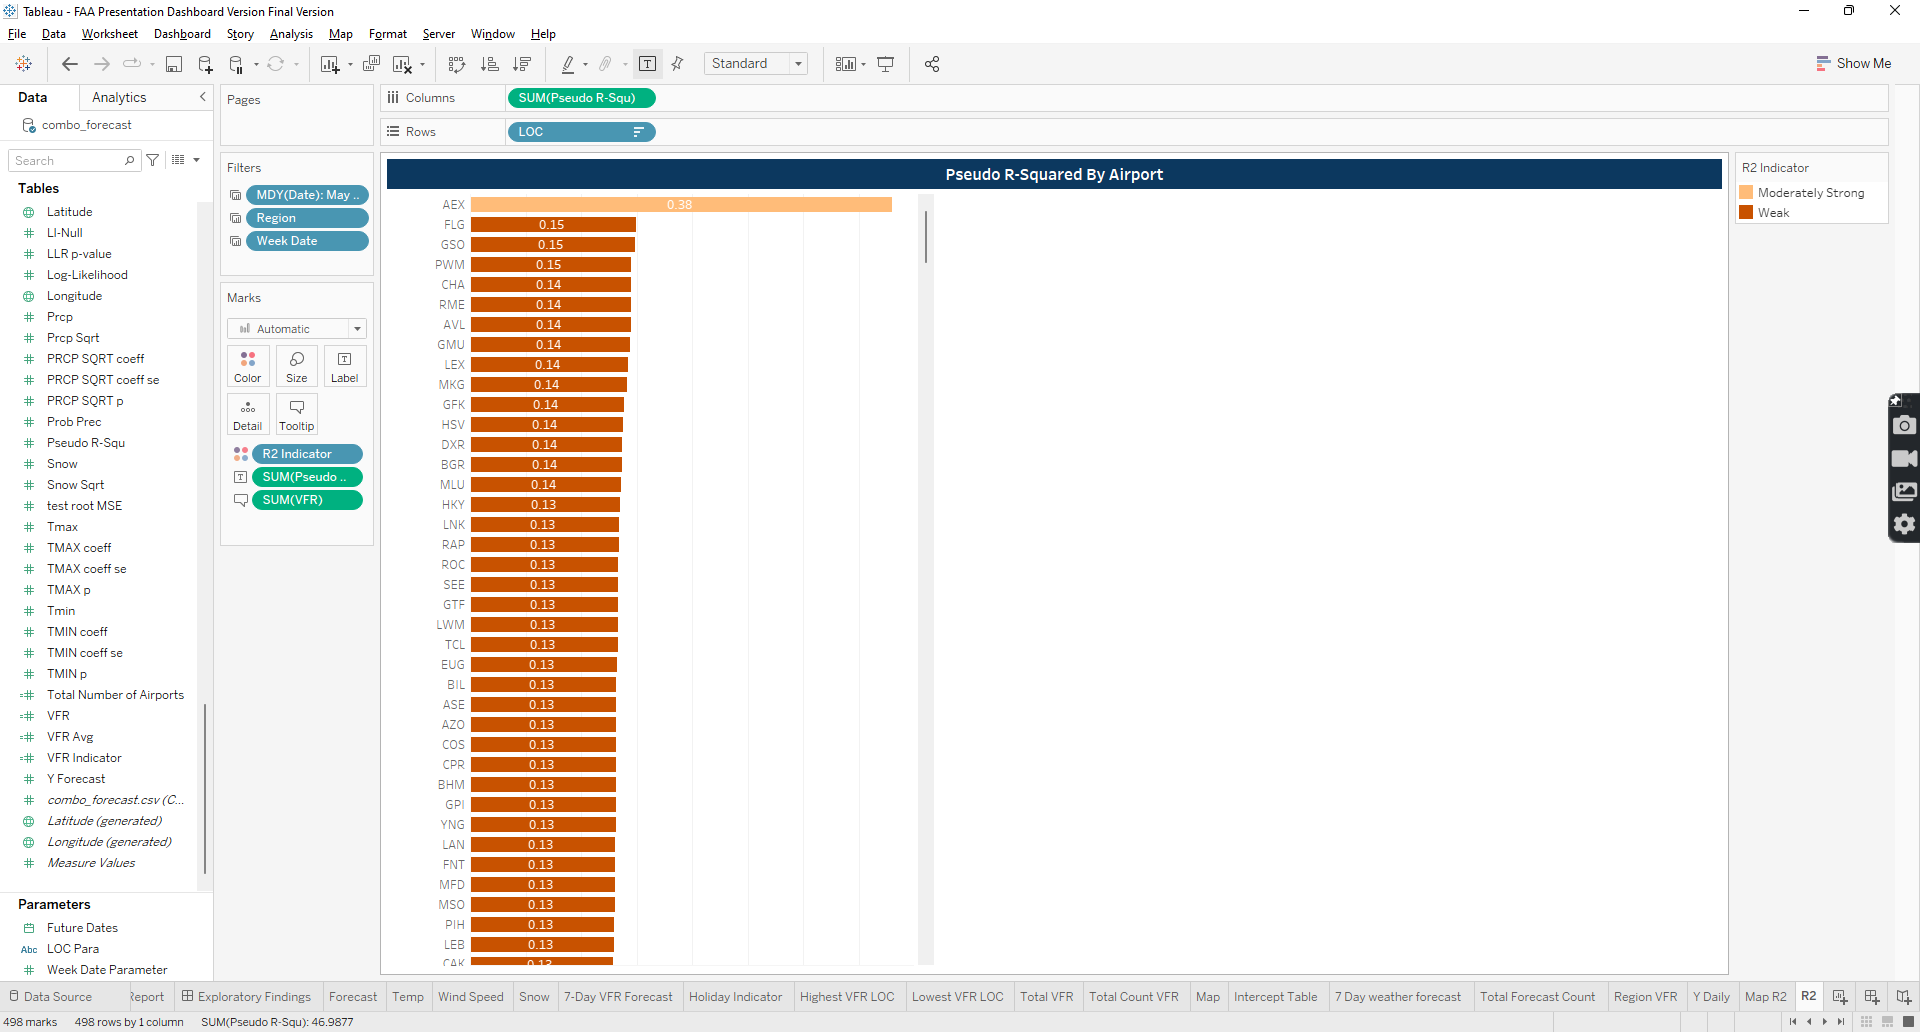 Tableau - FAA Presentation Dashboard Version Final Version
File Data Worksheet Dashboard Story Analysis Map Format Server Window Help
Standard
Show Me
Data Analytics
combo_forecast
Search
Tables
Latitude
LI-Null
LLR p-value
Log-Likelihood
Longitude
Prcp
Prcp Sqrt
PRCP SQRT coeff
PRCP SQRT coeff se
PRCP SQRT p
Prob Prec
Pseudo R-Squ
Snow
Snow Sqrt
test root MSE
Tmax
TMAX coeff
TMAX coeff se
TMAX p
Tmin
TMIN coeff
TMIN coeff se
TMIN p
Total Number of Airports
VFR
VFR Avg
VFR Indicator
Y Forecast
combo_forecast.csv (C...
Latitude (generated)
Longitude (generated)
Measure Values
Parameters
Future Dates
Abc LOC Para
Week Date Parameter
Pages
Filters
MDY(Date): May ..
Region
Week Date
Marks
Automatic
Color Size Label
Detail Tooltip
R2 Indicator
SUM(Pseudo ..
SUM(VFR)
Columns SUM(Pseudo R-Squ)
Rows LOC
Pseudo R-Squared By Airport
AEX 0.38
FLG 0.15
GSO 0.15
PWM 0.15
CHA 0.14
RME 0.14
AVL 0.14
GMU 0.14
LEX 0.14
MKG 0.14
GFK 0.14
HSV 0.14
DXR 0.14
BGR 0.14
MLU 0.14
HKY 0.13
LNK 0.13
RAP 0.13
ROC 0.13
SEE 0.13
GTF 0.13
LWM 0.13
TCL 0.13
EUG 0.13
BIL 0.13
ASE 0.13
AZO 0.13
COS 0.13
CPR 0.13
BHM 0.13
GPI 0.13
YNG 0.13
LAN 0.13
FNT 0.13
MFD 0.13
MSO 0.13
PIH 0.13
LEB 0.13
CAK 0.13
R2 Indicator
Moderately Strong
Weak
Data Source Report Exploratory Findings Forecast Temp Wind Speed Snow 7-Day VFR Forecast Holiday Indicator Highest VFR LOC Lowest VFR LOC Total VFR Total Count VFR Map Intercept Table 7 Day weather forecast Total Forecast Count Region VFR Y Daily Map R2 R2
498 marks 498 rows by 1 column SUM(Pseudo R-Squ): 46.9877